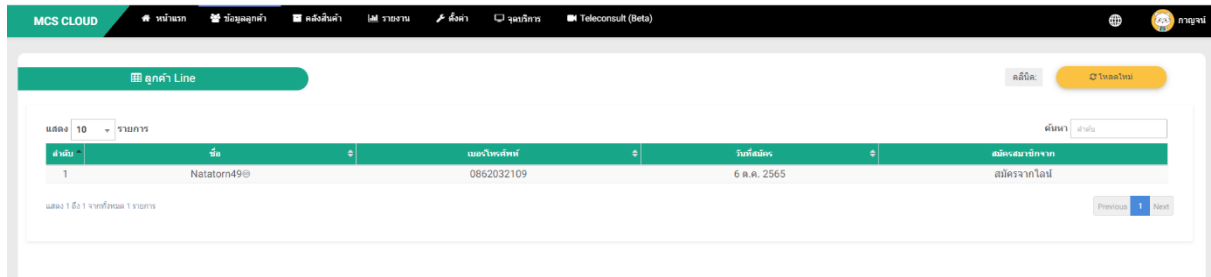 MCS CLOUD หน้าแรก ข้อมูลลูกค้า คลังสินค้า รายงาน ตั้งค่า จุดบริการ Teleconsult (Beta) กาญจน์
ลูกค้า Line คลินิค: โหลดใหม่
แสดง 10 รายการ ค้นหา ลำดับ
ลำดับ ชื่อ เบอร์โทรศัพท์ วันที่สมัคร สมัครสมาชิกจาก
1 Natatorn49 0862032109 6 ต.ค. 2565 สมัครจากไลน์
แสดง 1 ถึง 1 จากทั้งหมด 1 รายการ Previous 1 Next